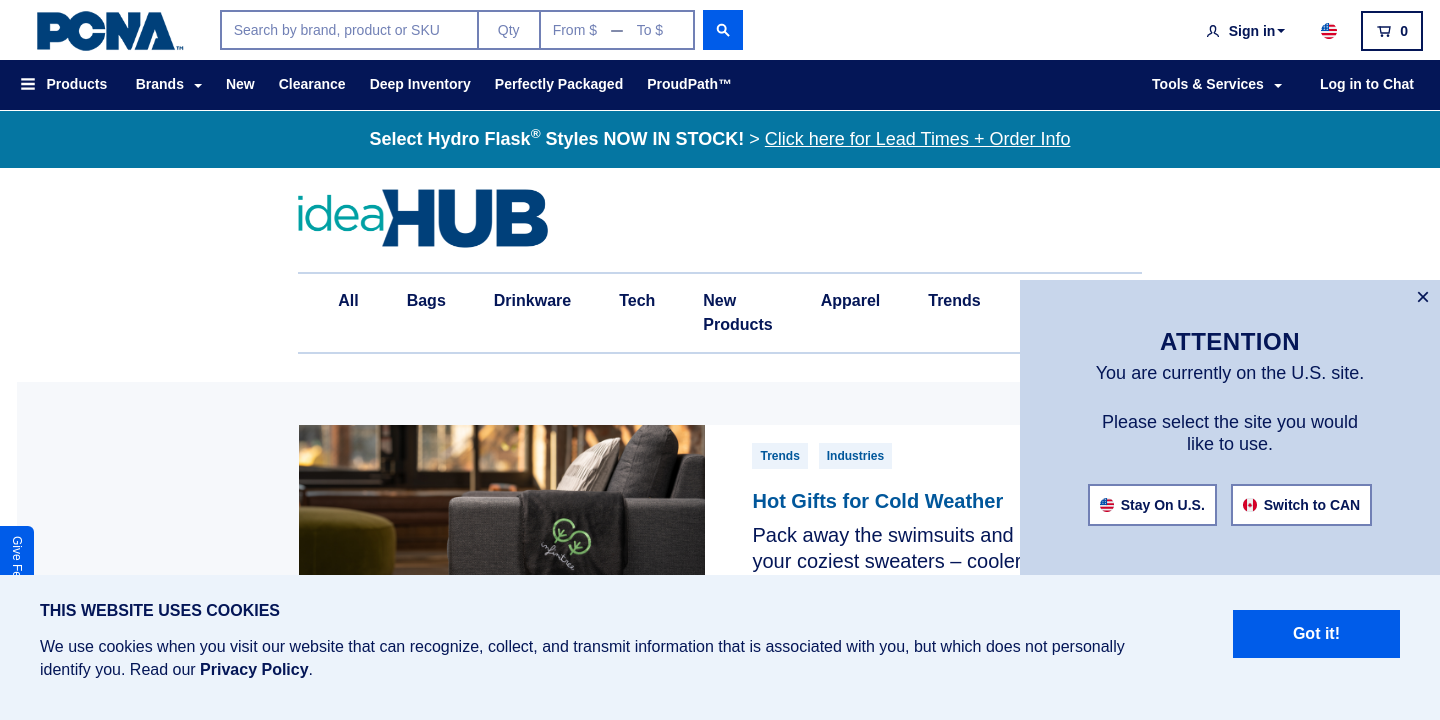 PCNA™
Search by brand, product or SKU
Qty
From $ — To $
Sign in
0
Products
Brands
New
Clearance
Deep Inventory
Perfectly Packaged
ProudPath™
Tools & Services
Log in to Chat
Select Hydro Flask® Styles NOW IN STOCK! > Click here for Lead Times + Order Info
ideaHUB
All
Bags
Drinkware
Tech
New
Products
Apparel
Trends
×
ATTENTION
You are currently on the U.S. site.
Please select the site you would
like to use.
Stay On U.S.
Switch to CAN
Trends
Industries
Hot Gifts for Cold Weather
Pack away the swimsuits and
your coziest sweaters – cooler
infintree
Give
THIS WEBSITE USES COOKIES
We use cookies when you visit our website that can recognize, collect, and transmit information that is associated with you, but which does not personally
identify you. Read our Privacy Policy.
Got it!